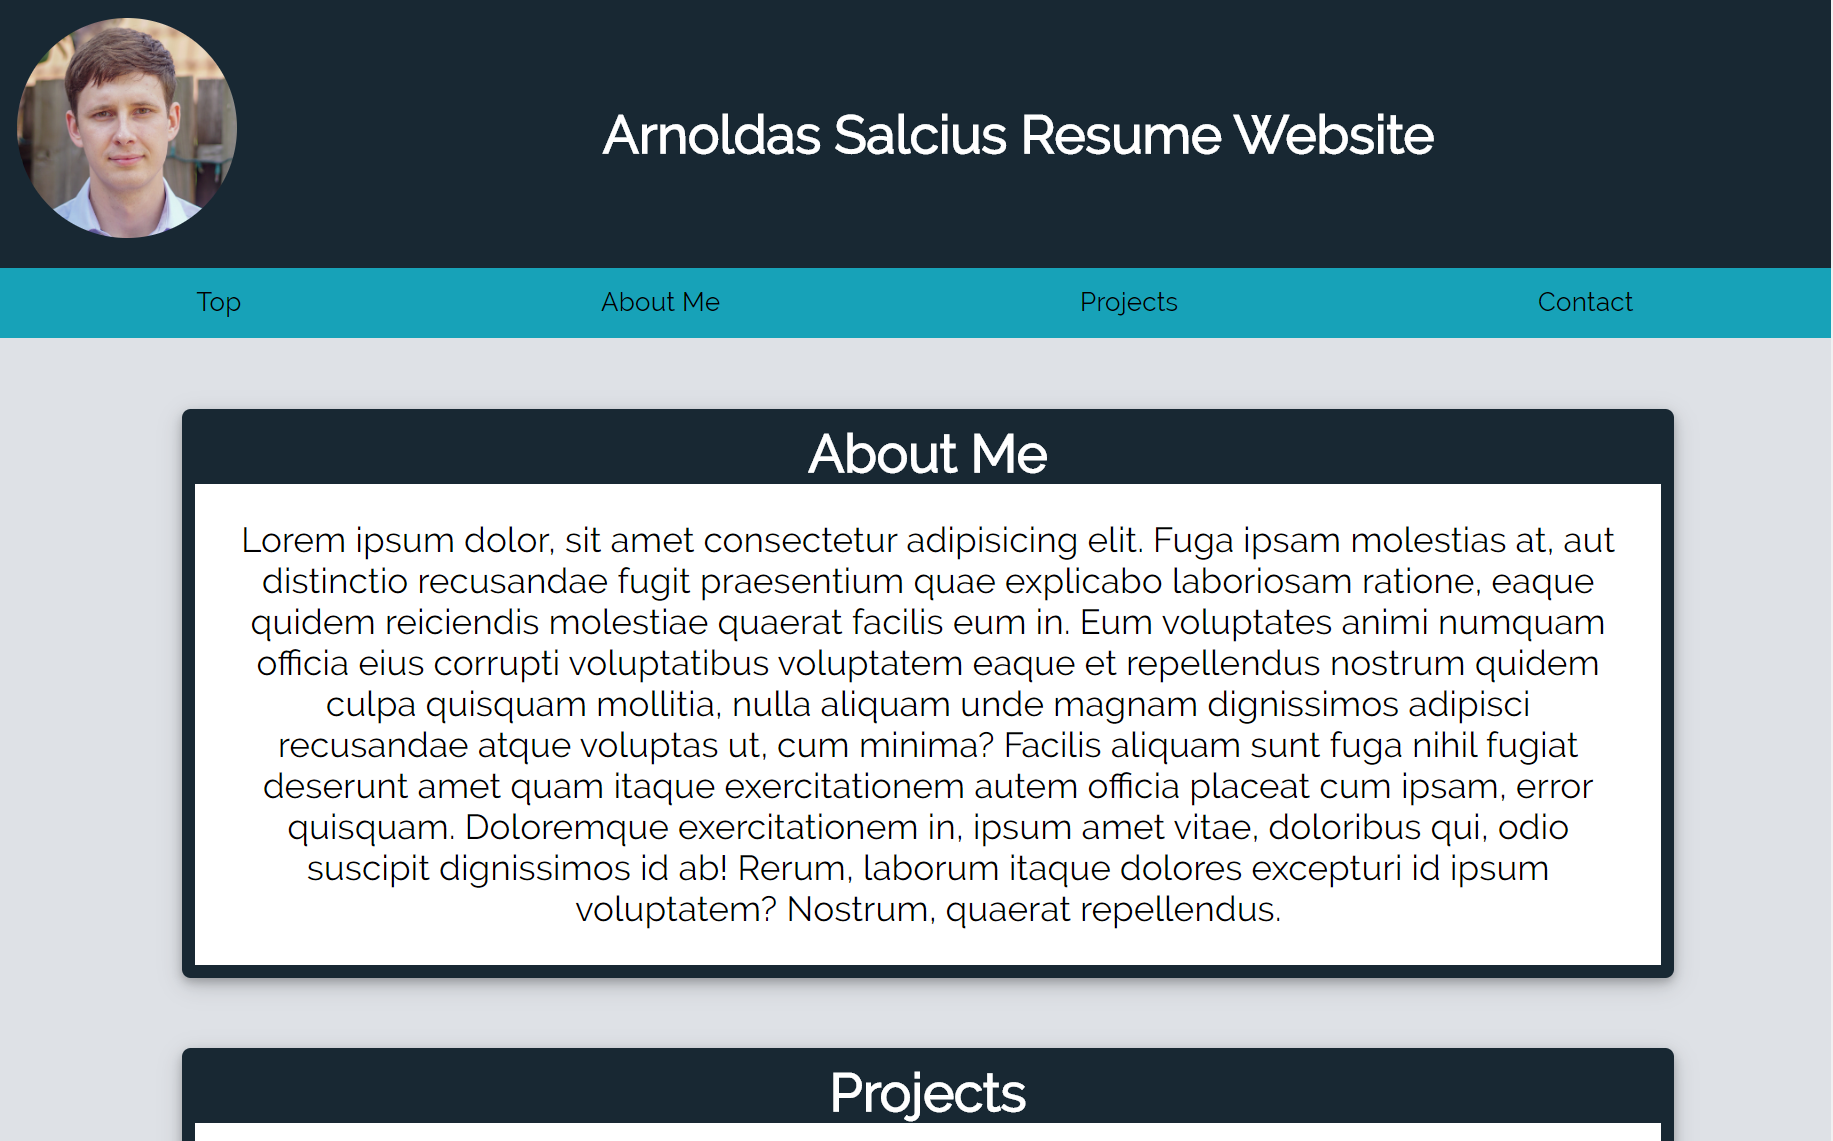 Arnoldas Salcius Resume Website
Top About Me Projects Contact
About Me
Lorem ipsum dolor, sit amet consectetur adipisicing elit. Fuga ipsam molestias at, aut
distinctio recusandae fugit praesentium quae explicabo laboriosam ratione, eaque
quidem reiciendis molestiae quaerat facilis eum in. Eum voluptates animi numquam
officia eius corrupti voluptatibus voluptatem eaque et repellendus nostrum quidem
culpa quisquam mollitia, nulla aliquam unde magnam dignissimos adipisci
recusandae atque voluptas ut, cum minima? Facilis aliquam sunt fuga nihil fugiat
deserunt amet quam itaque exercitationem autem officia placeat cum ipsam, error
quisquam. Doloremque exercitationem in, ipsum amet vitae, doloribus qui, odio
suscipit dignissimos id ab! Rerum, laborum itaque dolores excepturi id ipsum
voluptatem? Nostrum, quaerat repellendus.
Projects